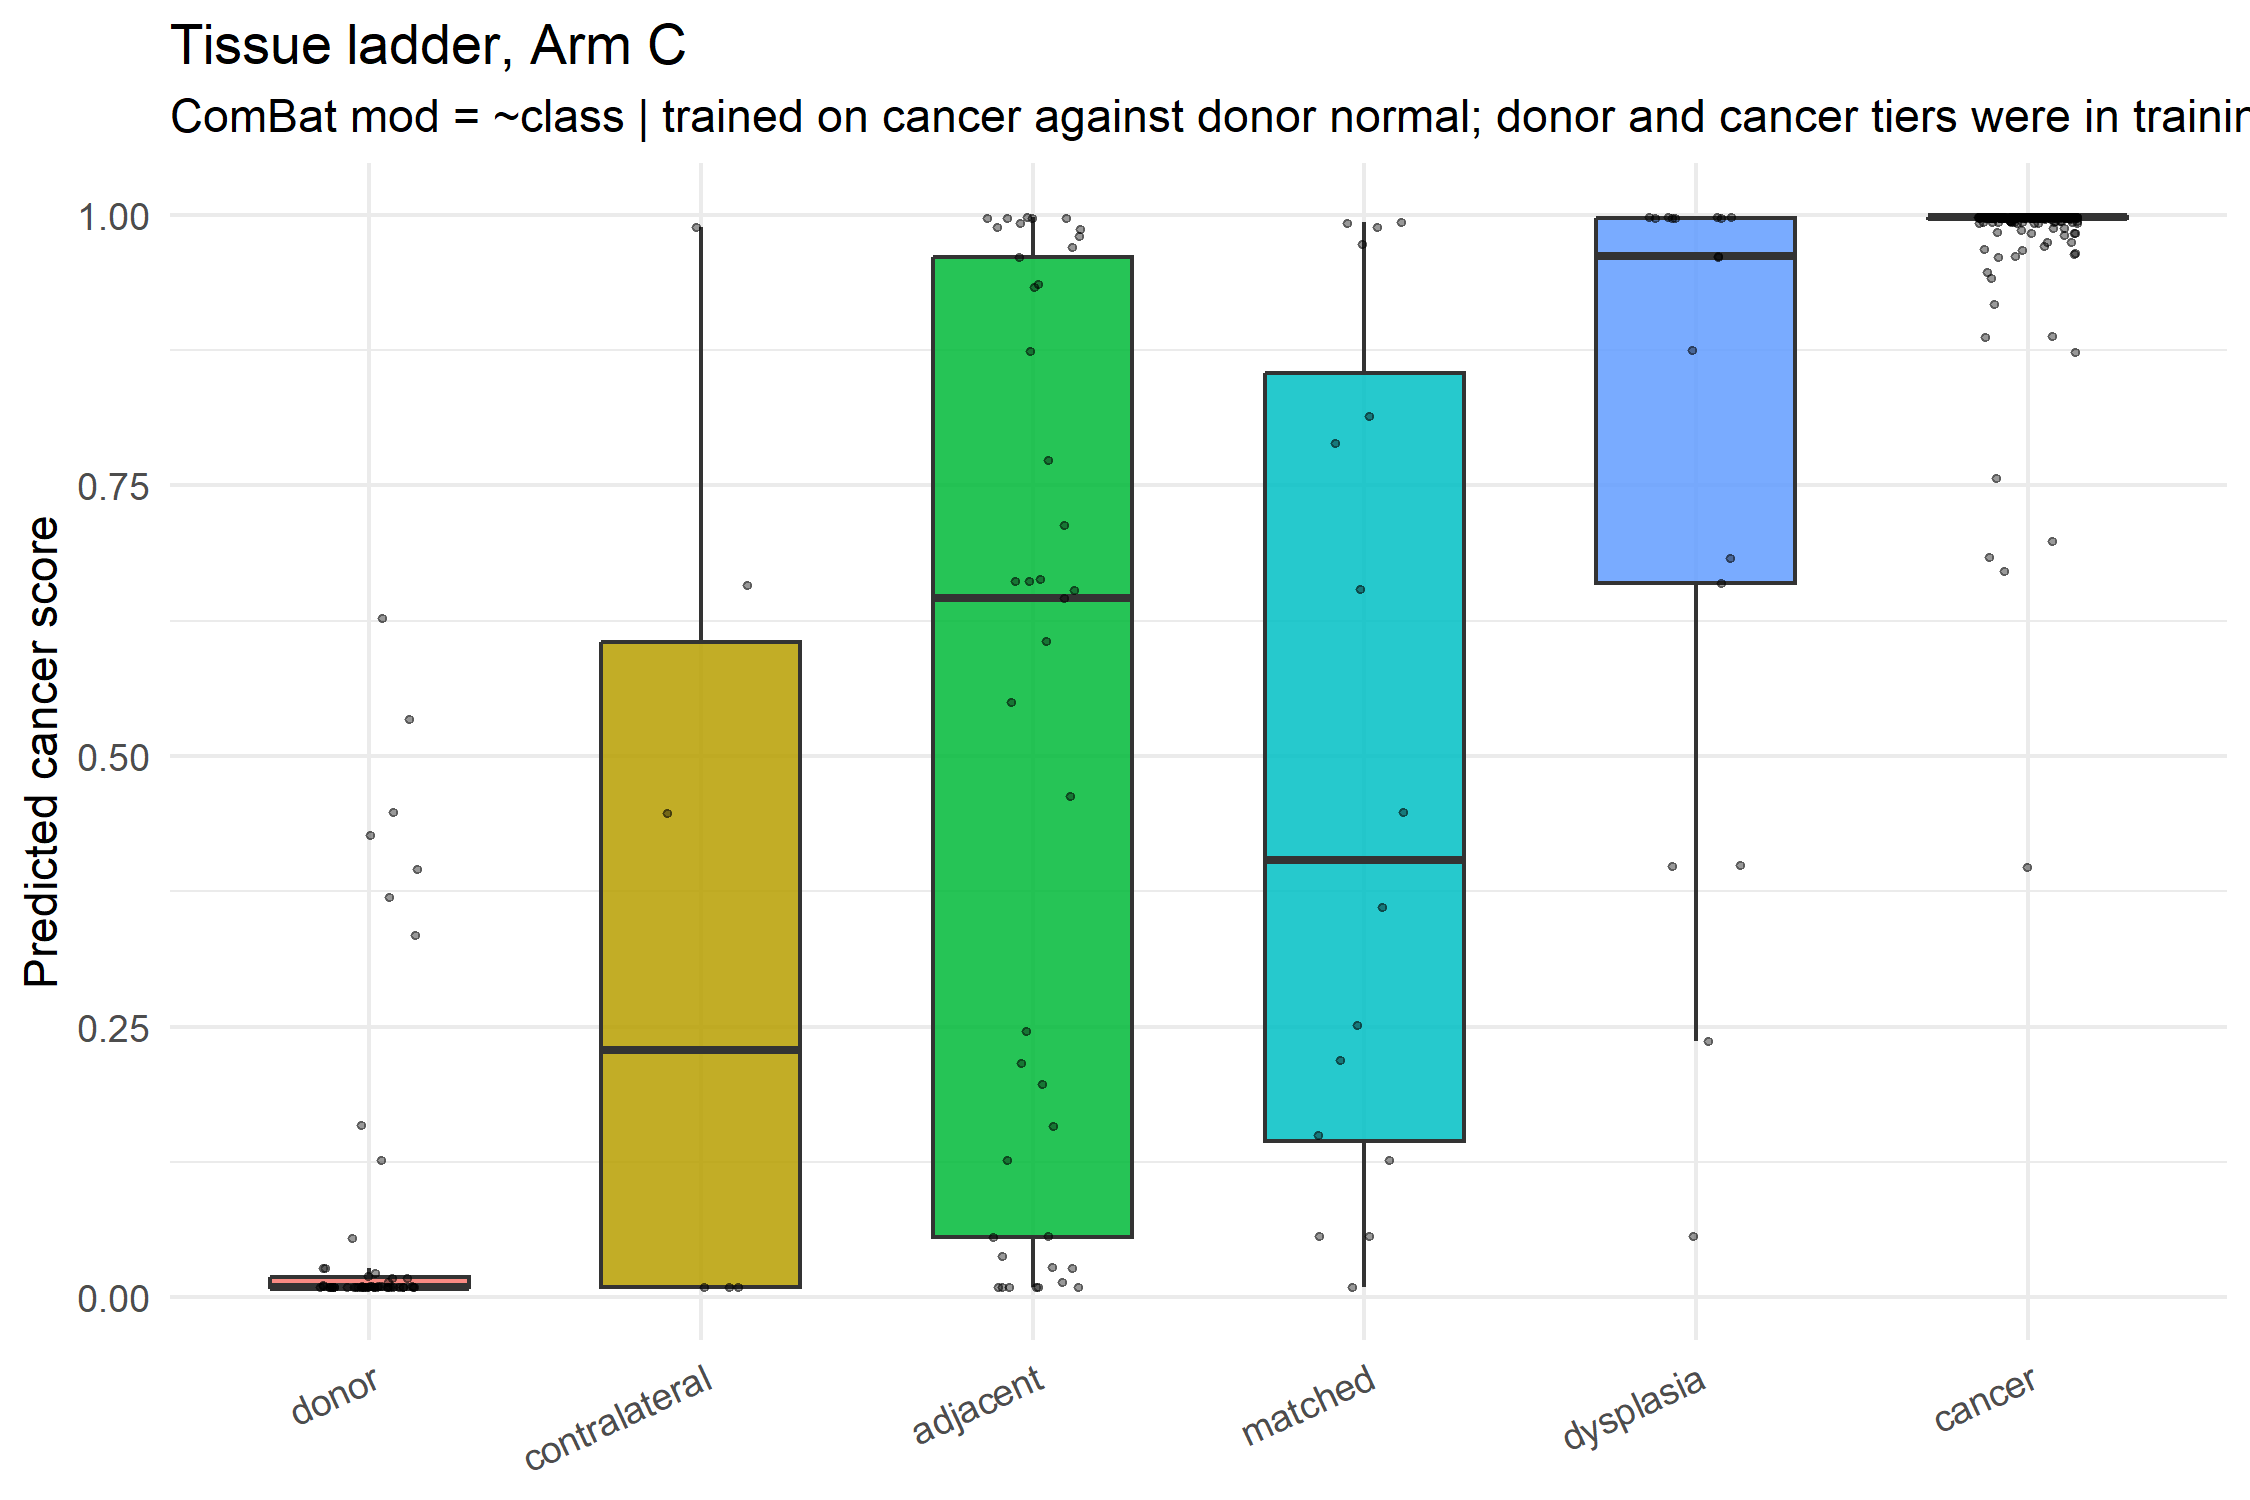 Tissue ladder, Arm C
ComBat mod = ~class | trained on cancer against donor normal; donor and cancer tiers were in trainin
1.00
0.75
0.50
0.25
0.00
Predicted cancer score
donor
contralateral
adjacent
matched
dysplasia
cancer